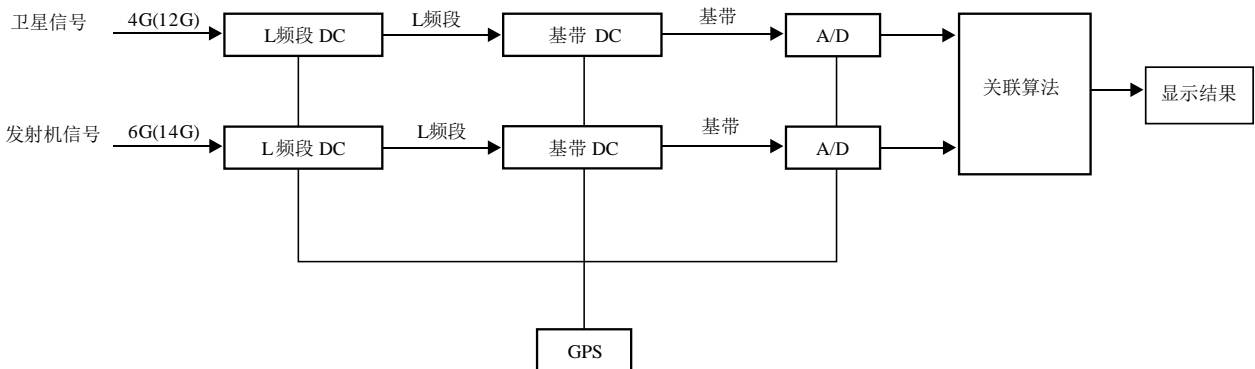 卫星信号
4G(12G)
L频段 DC
L频段
基带 DC
基带
A/D
关联算法
显示结果
发射机信号
6G(14G)
L频段 DC
L频段
基带 DC
基带
A/D
GPS